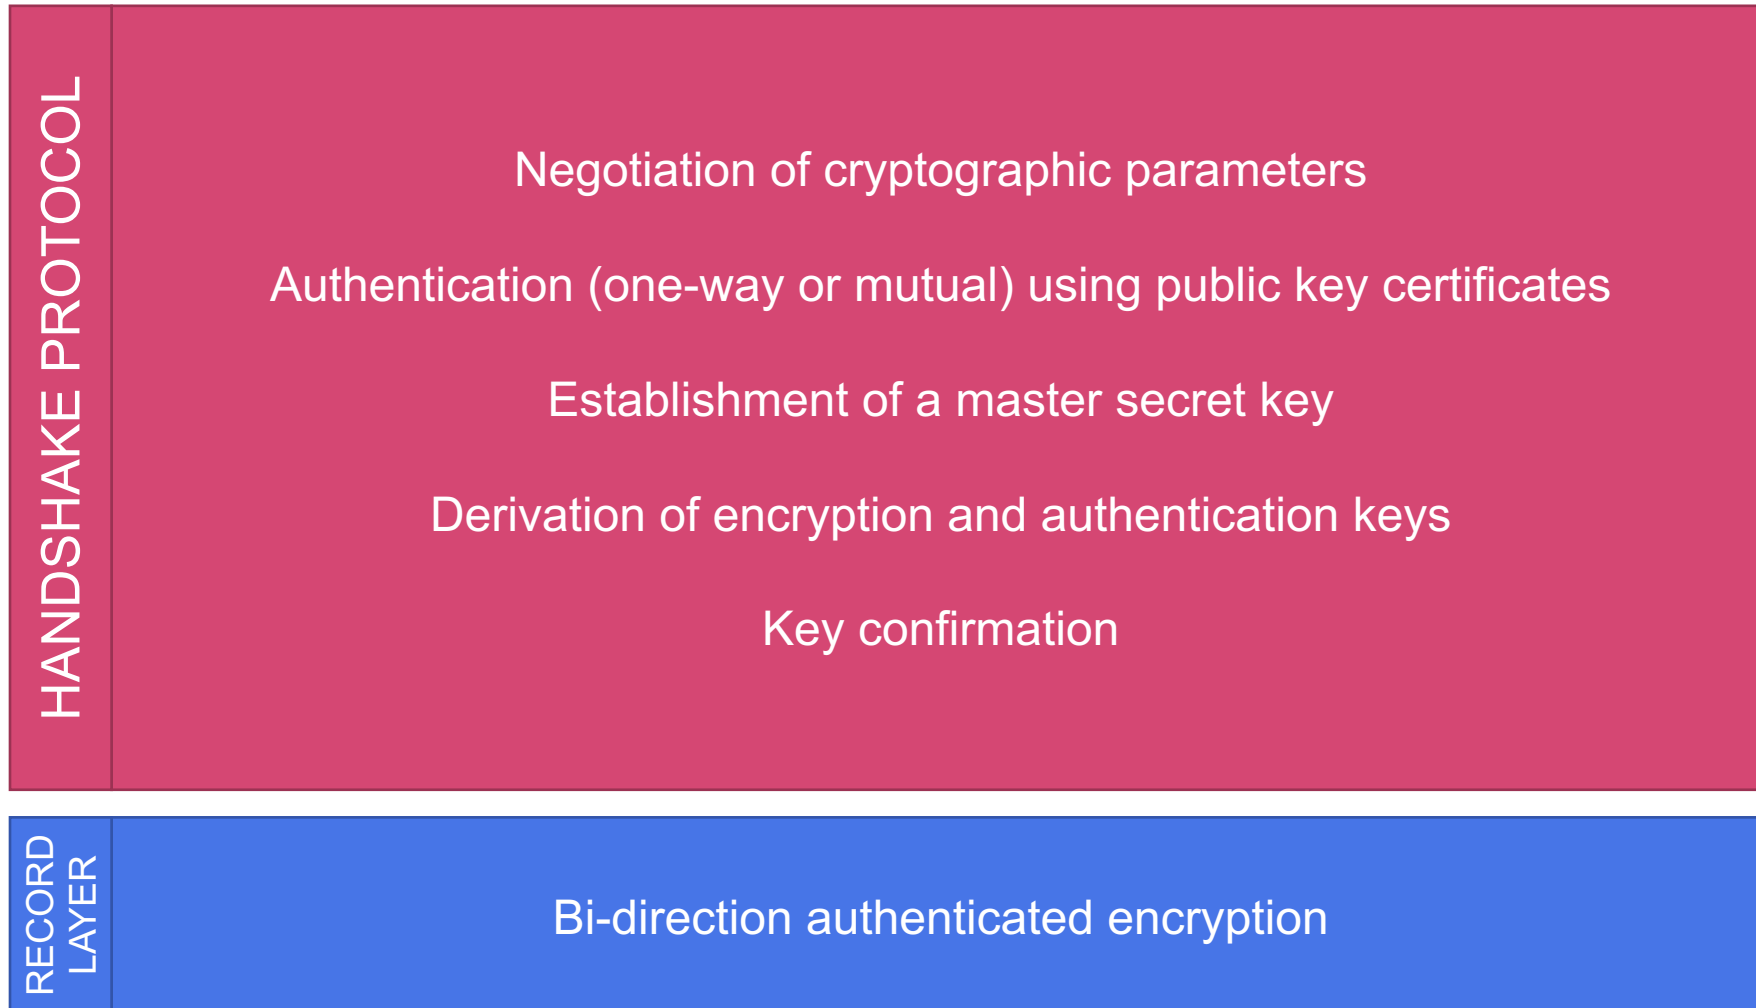 HANDSHAKE PROTOCOL
Negotiation of cryptographic parameters
Authentication (one-way or mutual) using public key certificates
Establishment of a master secret key
Derivation of encryption and authentication keys
Key confirmation
RECORD
LAYER
Bi-direction authenticated encryption